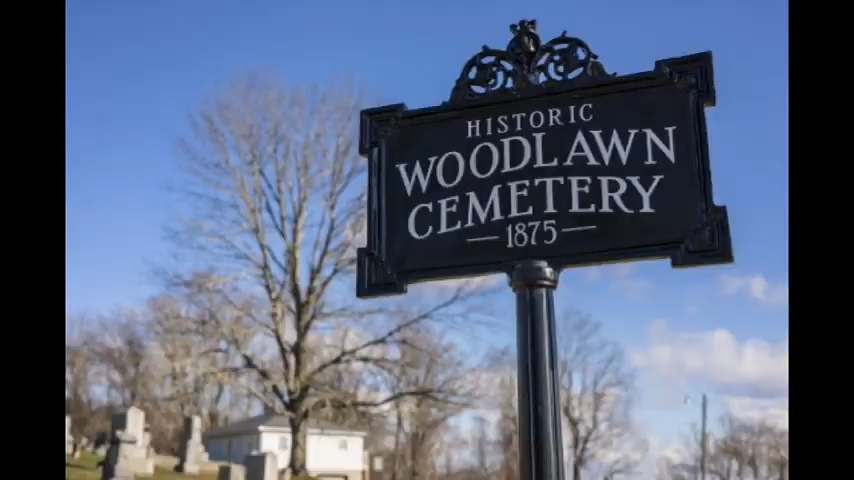 HISTORIC
WOODLAWN
CEMETERY
— 1875 —